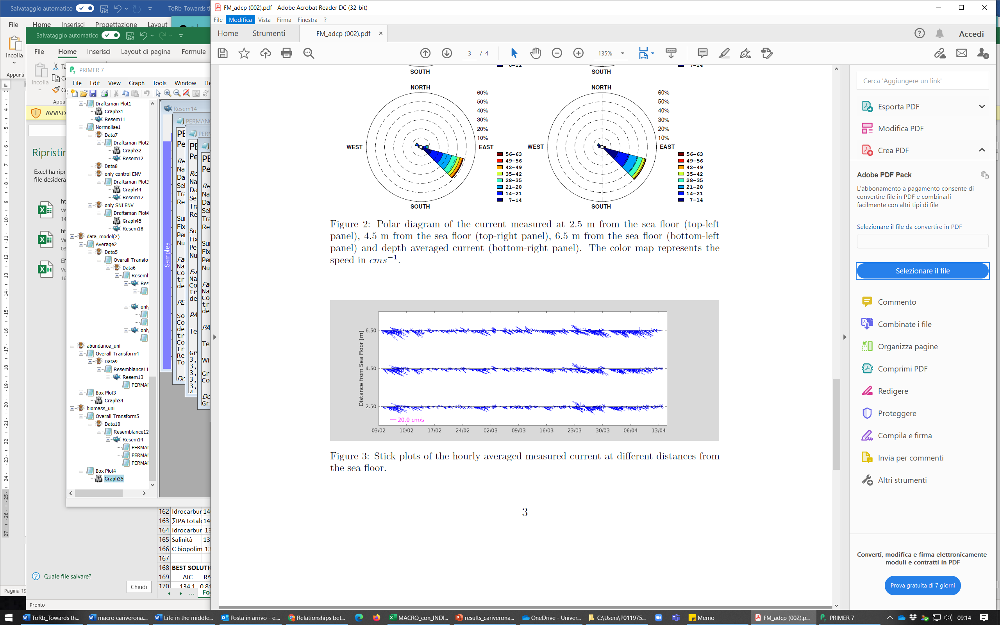 Salvataggio automatico
ToRb_Towards th
File
Home
Inserisci
Progettazione
Layout
Incolla
Appunti
Salvataggio automatico
File
Home
Inserisci
Layout di pagina
Formule
Incolla
AVVISO
Excel ha ripr
file desidera
Quale file salvare?
Chiudi
Pagina 19
Pronto
PRIMER 7
File
Edit
View
Graph
Tools
Window
He
Draftsman Plot1
Graph31
Resem11
Normalise1
Data7
Draftsman Plot2
Graph32
Resem12
Data8
only control ENV
Draftsman Plot3
Graph44
Resem17
only SNI ENV
Draftsman Plot4
Graph45
Resem18
data_model(2)
Average2
Data5
Overall Transfo
Data6
Resemb
Res
only
only
abundance_uni
Overall Transform4
Data9
Resemblance11
Resem13
PERMAN
Box Plot3
Graph34
biomass_uni
Overall Transform5
Data10
Resemblance12
Resem14
PERMAN
PERMAN
PERMAN
Box Plot4
Graph35
Resem14
Samples
162 Idrocarbur 14
163 ∑IPA totale 14
164 Idrocarbur 13
165 Salinità 13
166 C biopolim 13
167
168 BEST SOLUTI
169 AIC R^
170 134,1 0,81
FM_adcp (002).pdf - Adobe Acrobat Reader DC (32-bit)
File
Modifica
Vista
Firma
Finestra
?
Home
Strumenti
FM_adcp (002).pdf
Accedi
3 / 4
135%
6-12
7-14
SOUTH
SOUTH
NORTH
60%
50%
40%
30%
20%
10%
WEST
EAST
56-63
49-56
42-49
35-42
28-35
21-28
14-21
7-14
SOUTH
NORTH
60%
50%
40%
30%
20%
10%
WEST
EAST
56-63
49-56
42-49
35-42
28-35
21-28
14-21
7-14
SOUTH
Figure 2: Polar diagram of the current measured at 2.5 m from the sea floor (top-left
panel), 4.5 m from the sea floor (top-right panel), 6.5 m from the sea floor (bottom-left
panel) and depth averaged current (bottom-right panel). The color map represents the
speed in cms⁻¹.
Distance from Sea Floor [m]
6.50
4.50
2.50
20.0 cm/s
03/02
10/02
17/02
24/02
02/03
09/03
16/03
23/03
30/03
06/04
13/04
Figure 3: Stick plots of the hourly averaged measured current at different distances from
the sea floor.
3
Cerca 'Aggiungere un link'
Esporta PDF
Modifica PDF
Crea PDF
Adobe PDF Pack
L'abbonamento a pagamento consente di
convertire file in PDF e combinarli
facilmente con altri tipi di file
Selezionare il file da convertire in PDF
Selezionare il file
Commento
Combinate i file
Organizza pagine
Comprimi PDF
Redigere
Proteggere
Compila e firma
Invia per commenti
Altri strumenti
Converti, modifica e firma elettronicamente
moduli e contratti in PDF
Prova gratuita di 7 giorni
ToRb_Towards th...
macro cariverona....
Life in the middle...
Posta in arrivo - e...
Relationships bet...
MACRO_con_INDI...
results_cariverona...
OneDrive - Univer...
C:\Users\P011975...
Memo
FM_adcp (002).p...
PRIMER 7
09:14